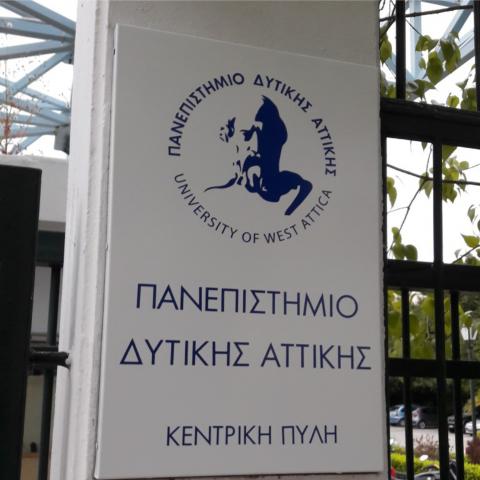 ΠΑΝΕΠΙΣΤΗΜΙΟ ΔΥΤΙΚΗΣ ΑΤΤΙΚΗΣ
UNIVERSITY OF WEST ATTICA
ΠΑΝΕΠΙΣΤΗΜΙΟ
ΔΥΤΙΚΗΣ ΑΤΤΙΚΗΣ
ΚΕΝΤΡΙΚΗ ΠΥΛΗ